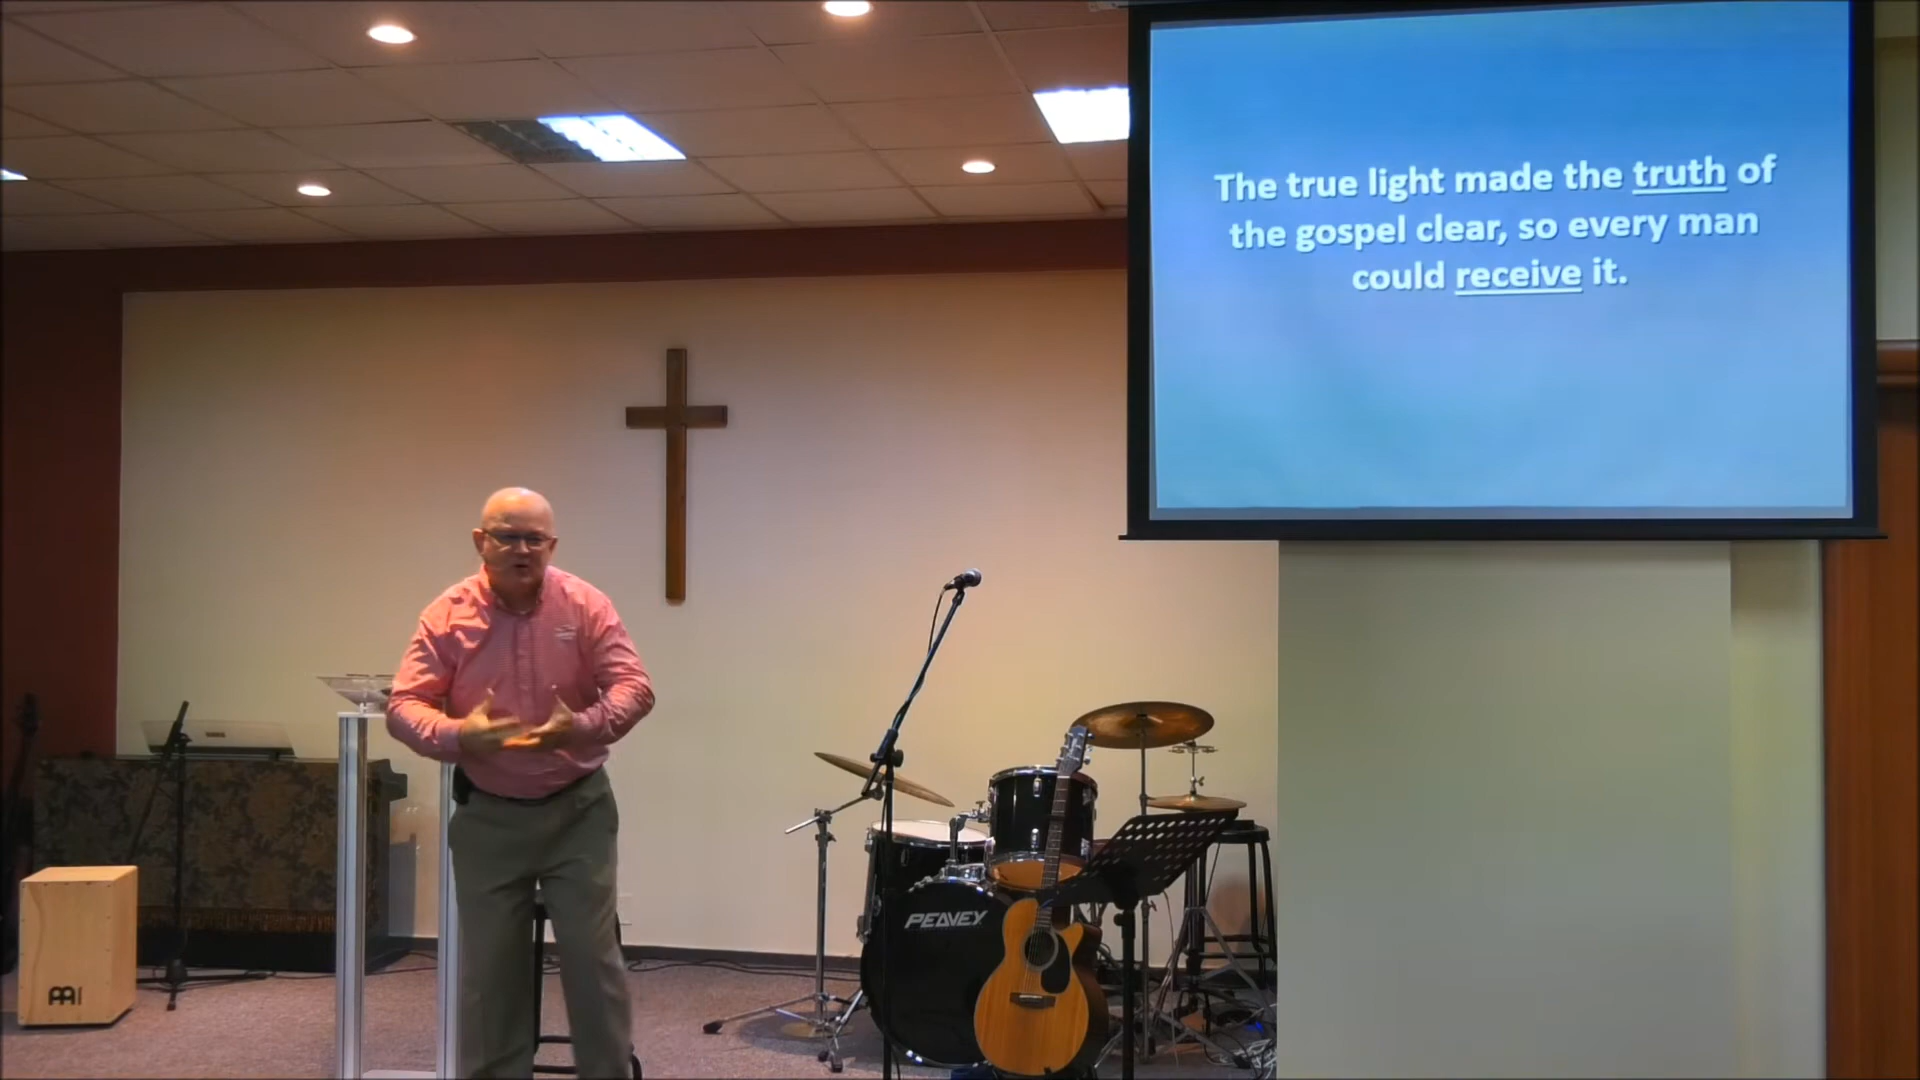 The true light made the truth of
the gospel clear, so every man
could receive it.
PEAVEY